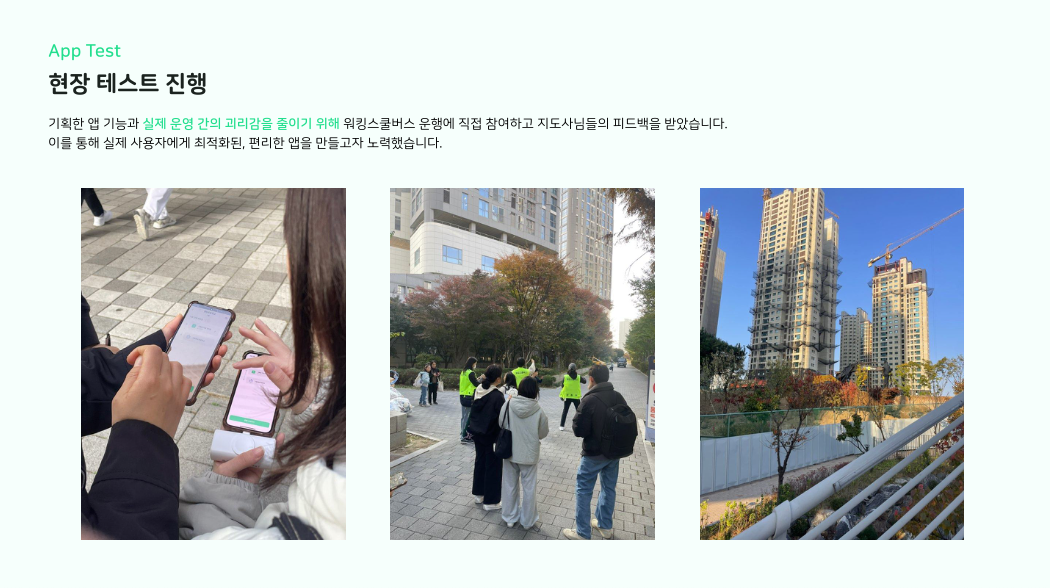 App Test
현장 테스트 진행
기획한 앱 기능과 실제 운영 간의 괴리감을 줄이기 위해 워킹스쿨버스 운행에 직접 참여하고 지도사님들의 피드백을 받았습니다.
이를 통해 실제 사용자에게 최적화된, 편리한 앱을 만들고자 노력했습니다.